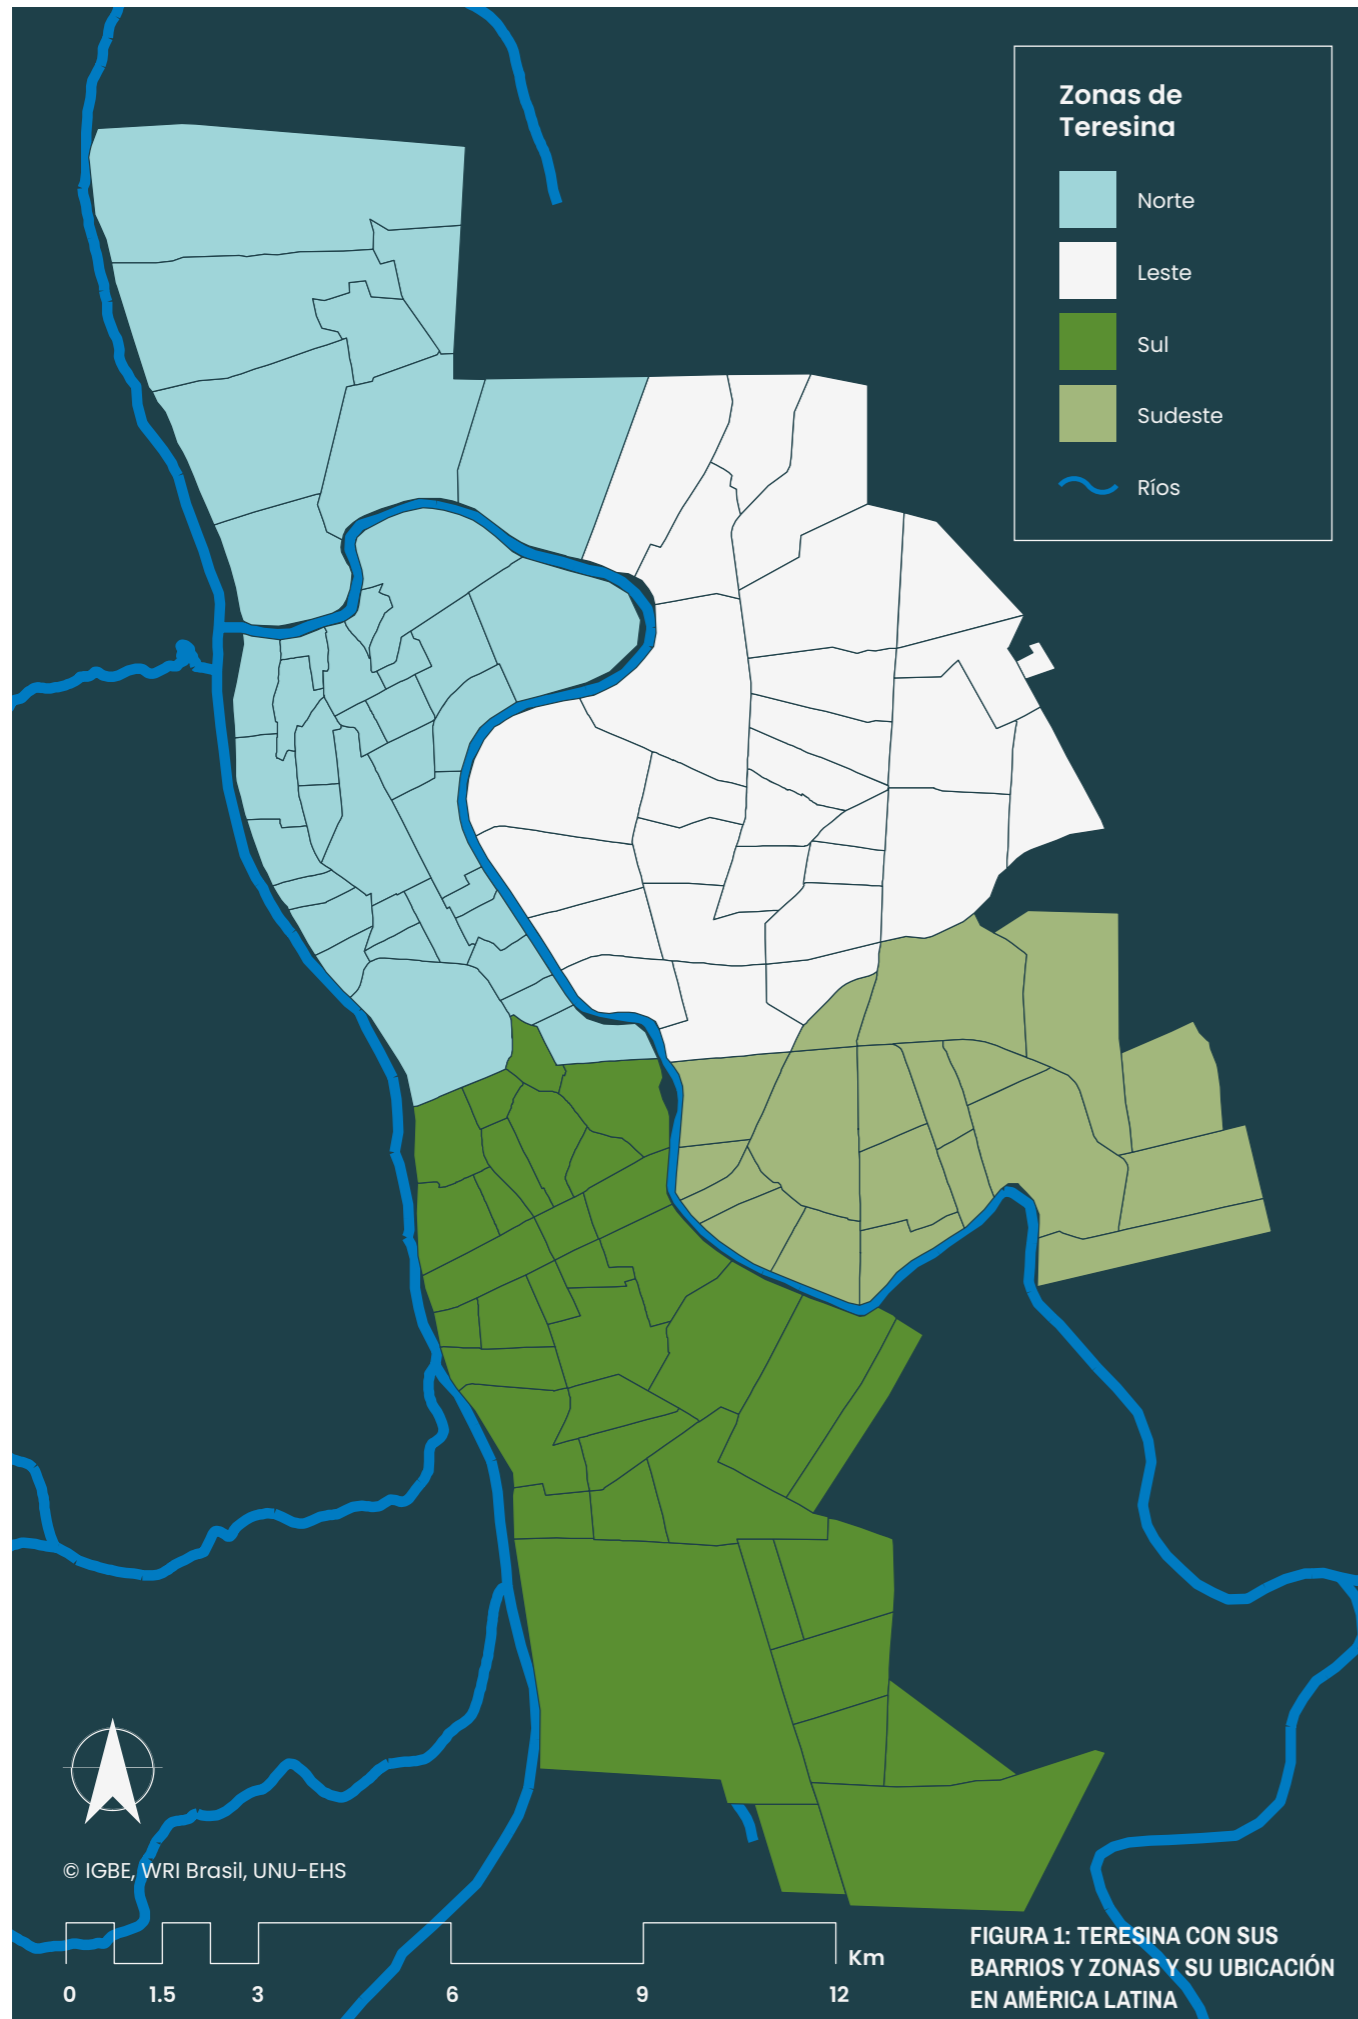 Zonas de
Teresina
Norte
Leste
Sul
Sudeste
Ríos
© IGBE, WRI Brasil, UNU-EHS
0 1.5 3 6 9 12 Km
FIGURA 1: TERESINA CON SUS
BARRIOS Y ZONAS Y SU UBICACIÓN
EN AMÉRICA LATINA